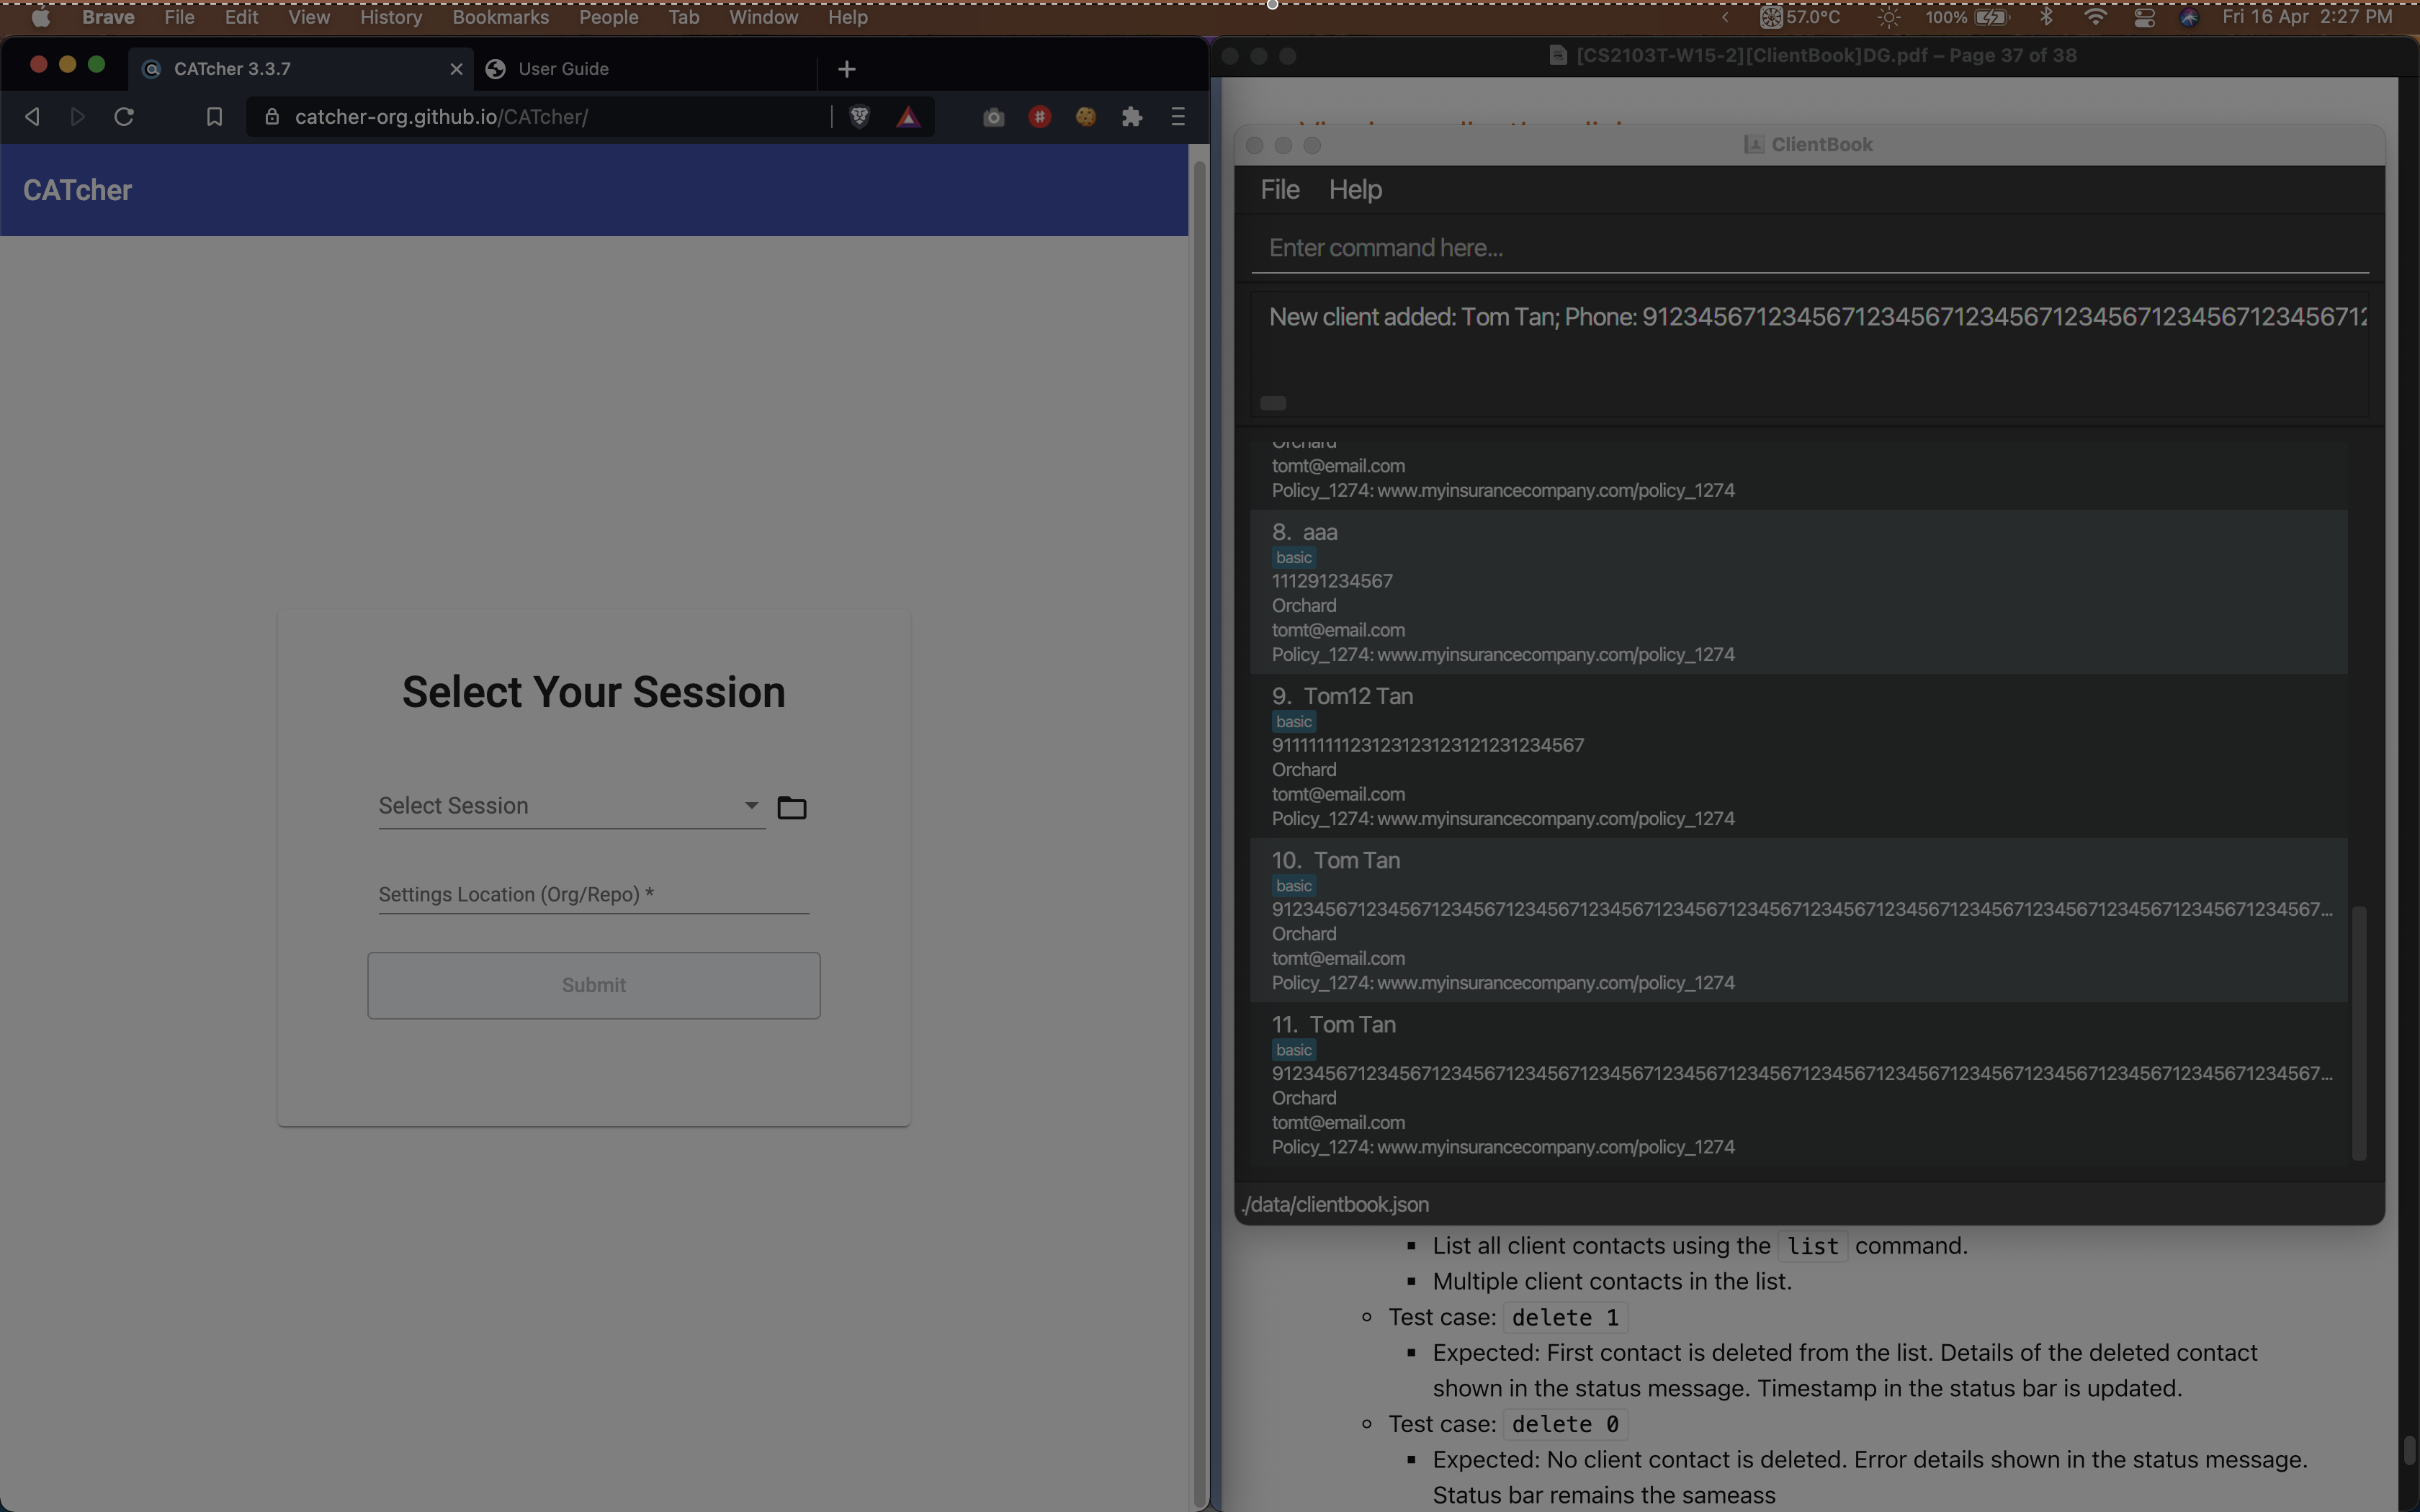 Brave File Edit View History Bookmarks People Tab Window Help
57.0°C 100% Fri 16 Apr 2:27 PM
CATcher 3.3.7
User Guide
catcher-org.github.io/CATcher/
CATcher
Select Your Session
Select Session
Settings Location (Org/Repo) *
Submit
[CS2103T-W15-2][ClientBook]DG.pdf – Page 37 of 38
ClientBook
File Help
Enter command here...
New client added: Tom Tan; Phone: 9123456712345671234567123456712345671234567123456712
Orchard
tomt@email.com
Policy_1274: www.myinsurancecompany.com/policy_1274
8. aaa
basic
111291234567
Orchard
tomt@email.com
Policy_1274: www.myinsurancecompany.com/policy_1274
9. Tom12 Tan
basic
Orchard
tomt@email.com
Policy_1274: www.myinsurancecompany.com/policy_1274
10. Tom Tan
basic
Orchard
tomt@email.com
Policy_1274: www.myinsurancecompany.com/policy_1274
11. Tom Tan
basic
Orchard
tomt@email.com
Policy_1274: www.myinsurancecompany.com/policy_1274
./data/clientbook.json
▪ List all client contacts using the list command.
▪ Multiple client contacts in the list.
○ Test case: delete 1
▪ Expected: First contact is deleted from the list. Details of the deleted contact
shown in the status message. Timestamp in the status bar is updated.
○ Test case: delete 0
▪ Expected: No client contact is deleted. Error details shown in the status message.
Status bar remains the sameass